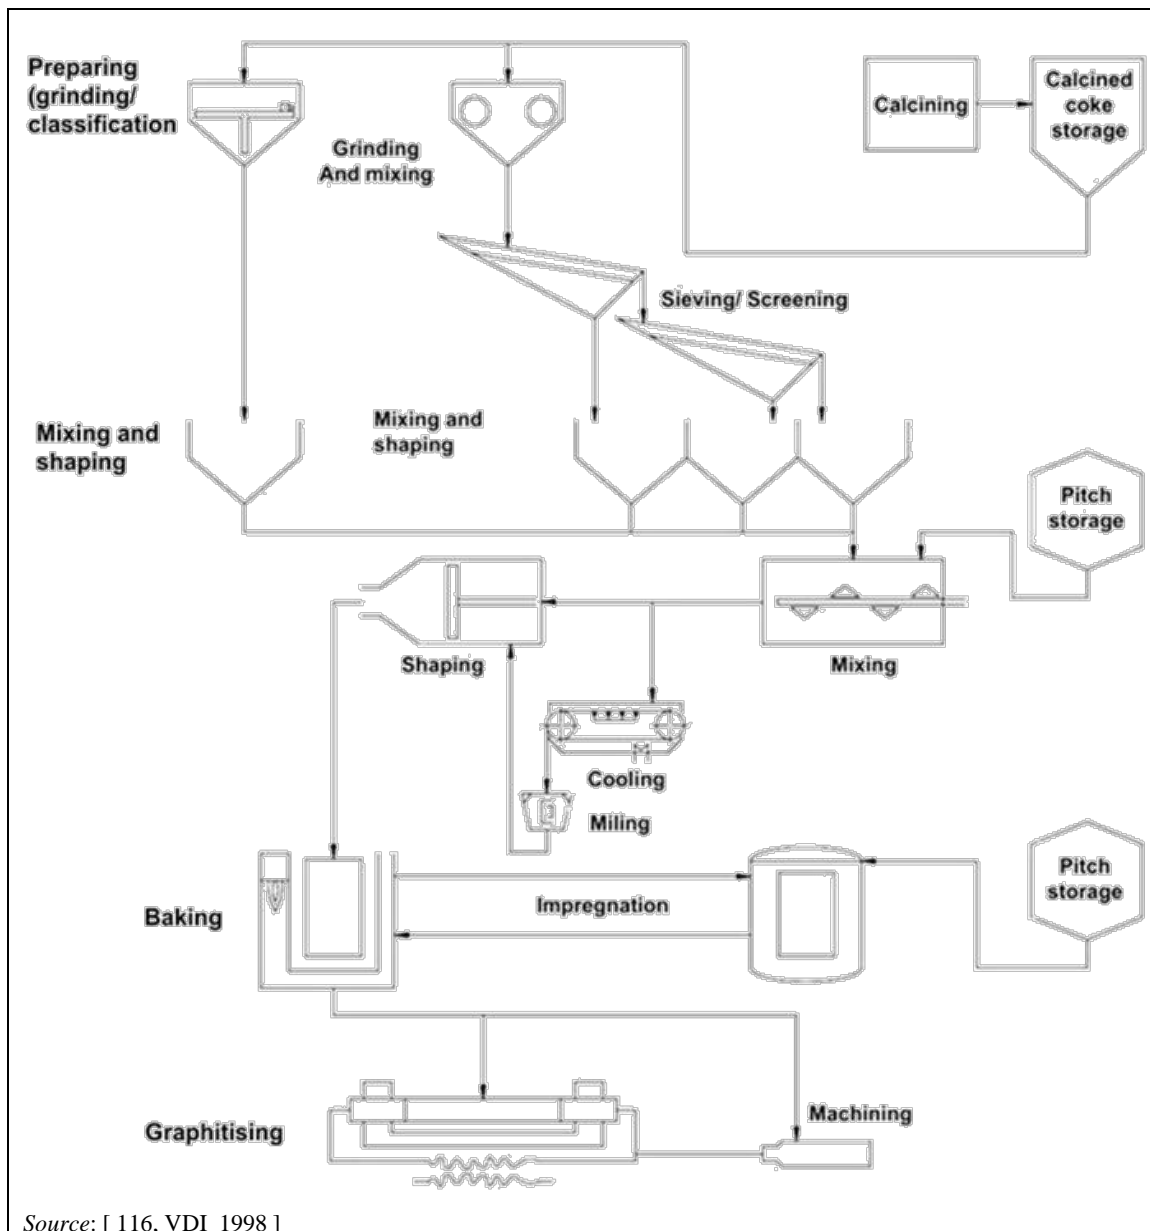 Preparing
(grinding/
classification
Grinding
And mixing
Calcining
Calcined
coke
storage
Sieving/ Screening
Mixing and
shaping
Mixing and
shaping
Pitch
storage
Shaping
Mixing
Cooling
Miling
Baking
Impregnation
Pitch
storage
Graphitising
Machining
Source: [ 116, VDI 1998 ]